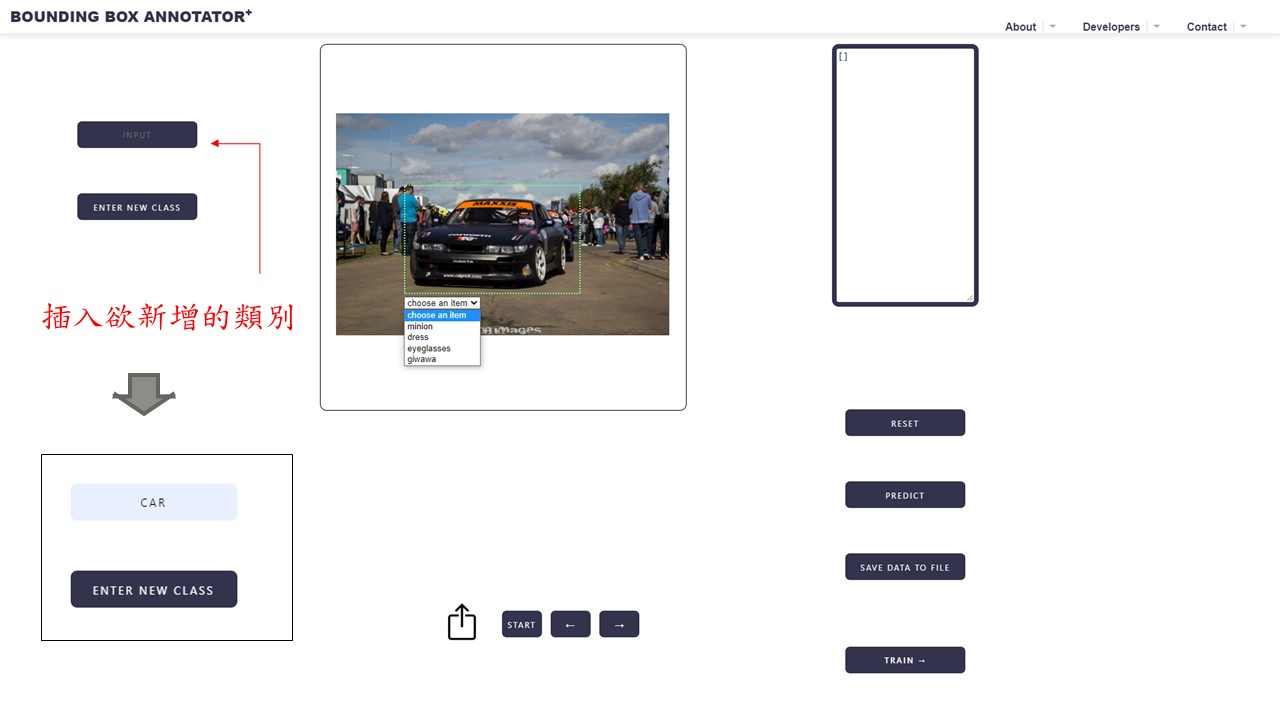 BOUNDING BOX ANNOTATOR+
About
Developers
Contact
[]
INPUT
ENTER NEW CLASS
插入欲新增的類別
CAR
ENTER NEW CLASS
MAXXIS
choose an item
choose an item
minion
dress
eyeglasses
giwawa
START
←
→
RESET
PREDICT
SAVE DATA TO FILE
TRAIN →